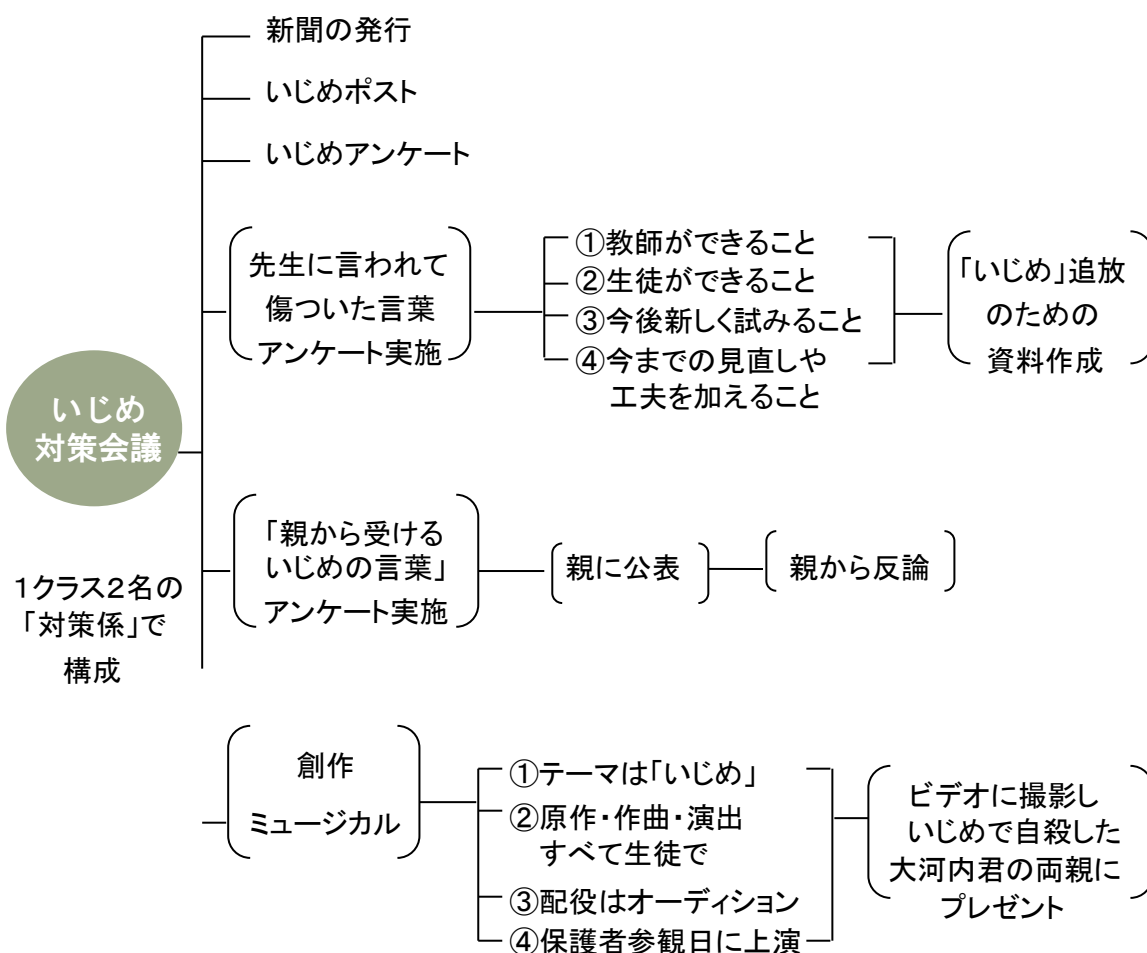 新聞の発行
いじめポスト
いじめアンケート
先生に言われて
傷ついた言葉
アンケート実施
①教師ができること
②生徒ができること
③今後新しく試みること
④今までの見直しや
工夫を加えること
「いじめ」追放
のための
資料作成
いじめ
対策会議
1クラス2名の
「対策係」で
構成
「親から受ける
いじめの言葉」
アンケート実施
親に公表
親から反論
創作
ミュージカル
①テーマは「いじめ」
②原作・作曲・演出
すべて生徒で
③配役はオーディション
④保護者参観日に上演
ビデオに撮影し
いじめで自殺した
大河内君の両親に
プレゼント